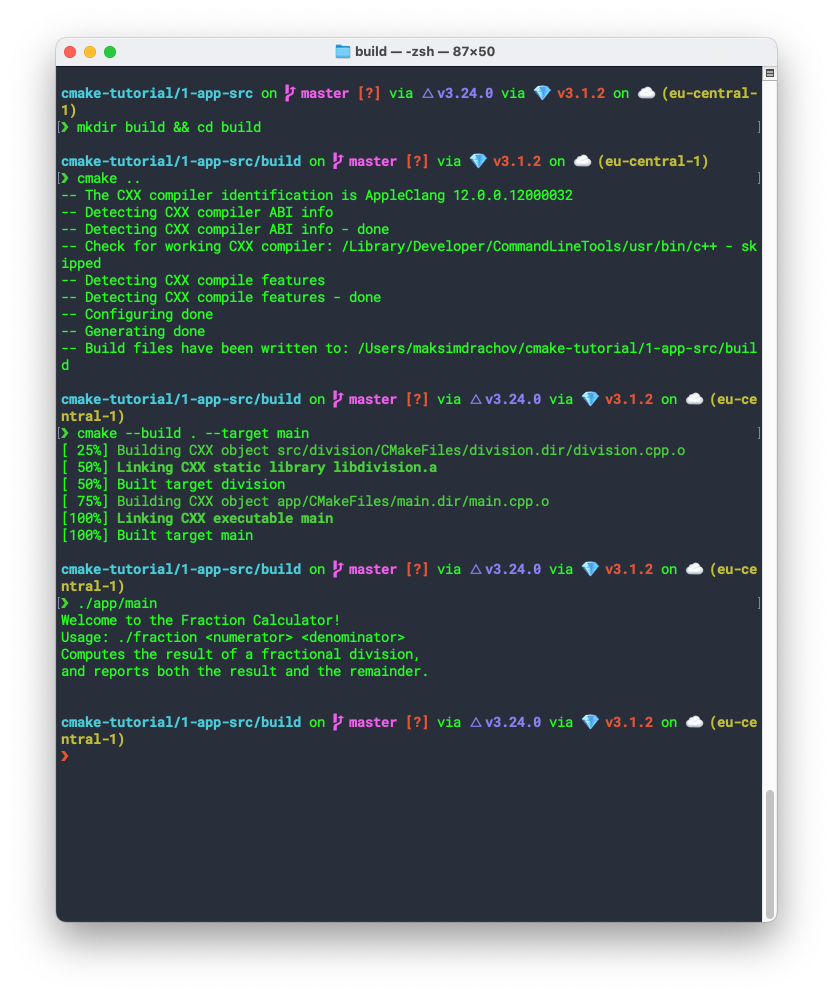 build — -zsh — 87×50
cmake-tutorial/1-app-src on master [?] via △ v3.24.0 via 💎 v3.1.2 on ☁️ (eu-central-
1)
[❯ mkdir build && cd build ]
cmake-tutorial/1-app-src/build on master [?] via 💎 v3.1.2 on ☁️ (eu-central-1)
[❯ cmake .. ]
-- The CXX compiler identification is AppleClang 12.0.0.12000032
-- Detecting CXX compiler ABI info
-- Detecting CXX compiler ABI info - done
-- Check for working CXX compiler: /Library/Developer/CommandLineTools/usr/bin/c++ - sk
ipped
-- Detecting CXX compile features
-- Detecting CXX compile features - done
-- Configuring done
-- Generating done
-- Build files have been written to: /Users/maksimdrachov/cmake-tutorial/1-app-src/buil
d
cmake-tutorial/1-app-src/build on master [?] via △ v3.24.0 via 💎 v3.1.2 on ☁️ (eu-ce
ntral-1)
[❯ cmake --build . --target main ]
[ 25%] Building CXX object src/division/CMakeFiles/division.dir/division.cpp.o
[ 50%] Linking CXX static library libdivision.a
[ 50%] Built target division
[ 75%] Building CXX object app/CMakeFiles/main.dir/main.cpp.o
[100%] Linking CXX executable main
[100%] Built target main
cmake-tutorial/1-app-src/build on master [?] via △ v3.24.0 via 💎 v3.1.2 on ☁️ (eu-ce
ntral-1)
[❯ ./app/main ]
Welcome to the Fraction Calculator!
Usage: ./fraction <numerator> <denominator>
Computes the result of a fractional division,
and reports both the result and the remainder.
cmake-tutorial/1-app-src/build on master [?] via △ v3.24.0 via 💎 v3.1.2 on ☁️ (eu-ce
ntral-1)
❯